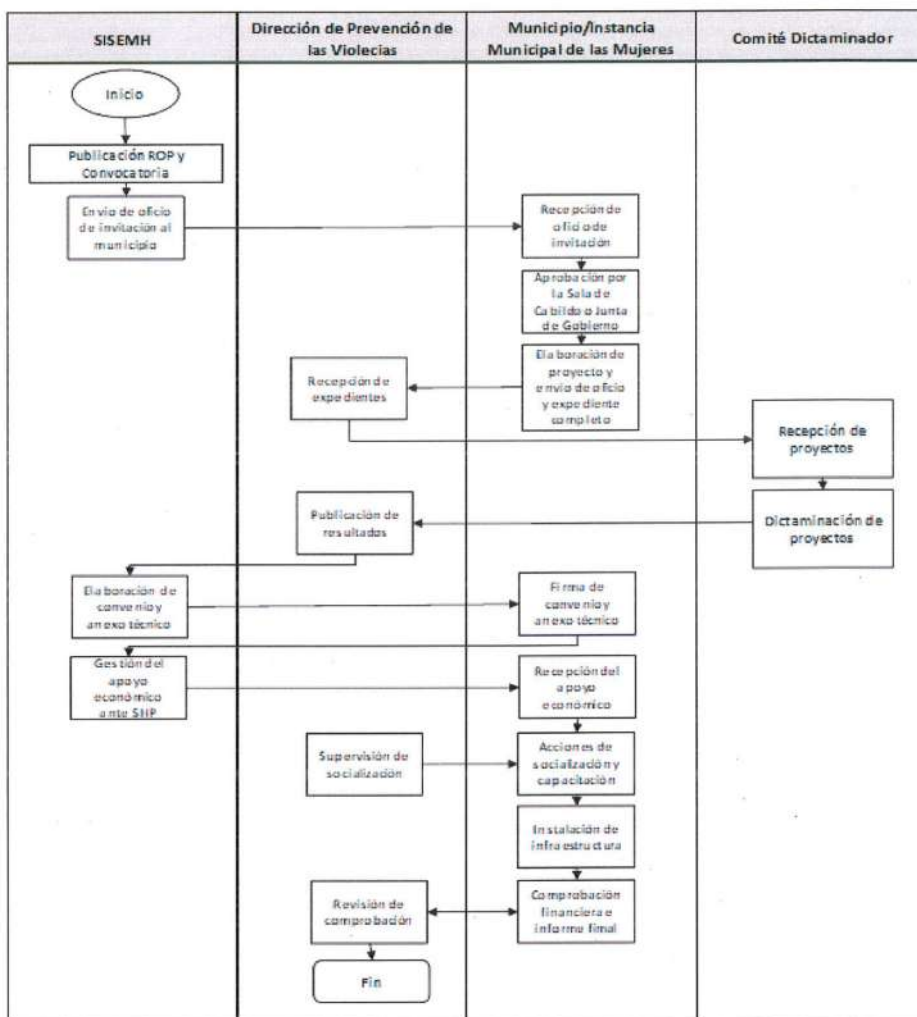 SISEMH
Dirección de Prevención de
las Violecias
Municipio/Instancia
Municipal de las Mujeres
Comité Dictaminador
Inicio
Publicación ROP y
Convocatoria
Envío de oficio
de invitación al
municipio
Recepción de
oficio de
invitación
Aprobación por
la Sala de
Cabildo o Junta
de Gobierno
Elaboración de
proyecto y
envío de oficio
y expediente
completo
Recepción de
expedientes
Recepción de
proyectos
Dictaminación de
proyectos
Publicación de
resultados
Elaboración de
convenio y
anexo técnico
Firma de
convenio y
anexo técnico
Gestión del
apoyo
económico
ante SHP
Recepción del
apoyo
económico
Supervisión de
socialización
Acciones de
socialización y
capacitación
Instalación de
infraestructura
Comprobación
financiera e
informe fimal
Revisión de
comprobación
Fin